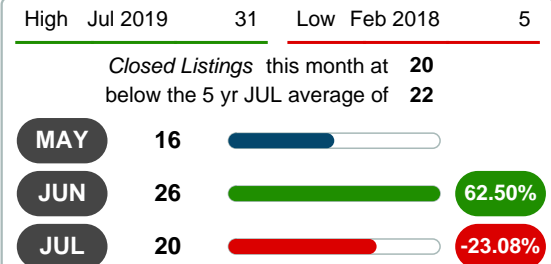 High Jul 2019 31 Low Feb 2018 5
Closed Listings this month at 20
below the 5 yr JUL average of 22
MAY 16
JUN 26 62.50%
JUL 20 -23.08%